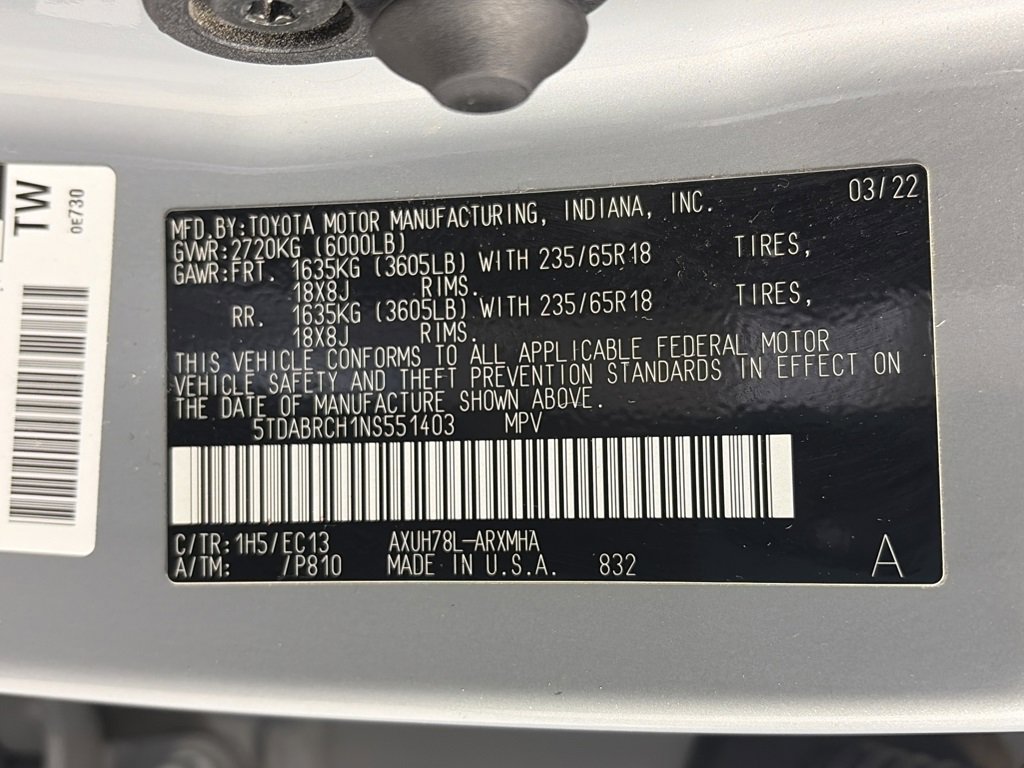 TW
0E730
MFD.BY:TOYOTA MOTOR MANUFACTURING, INDIANA, INC. 03/22
GVWR:2720KG (6000LB)
GAWR:FRT. 1635KG (3605LB) WITH 235/65R18 TIRES,
18X8J RIMS.
RR. 1635KG (3605LB) WITH 235/65R18 TIRES,
18X8J RIMS.
THIS VEHICLE CONFORMS TO ALL APPLICABLE FEDERAL MOTOR
VEHICLE SAFETY AND THEFT PREVENTION STANDARDS IN EFFECT ON
THE DATE OF MANUFACTURE SHOWN ABOVE.
5TDABRCH1NS551403 MPV
C/TR:1H5/EC13 AXUH78L-ARXMHA
A/TM: /P810 MADE IN U.S.A. 832 A